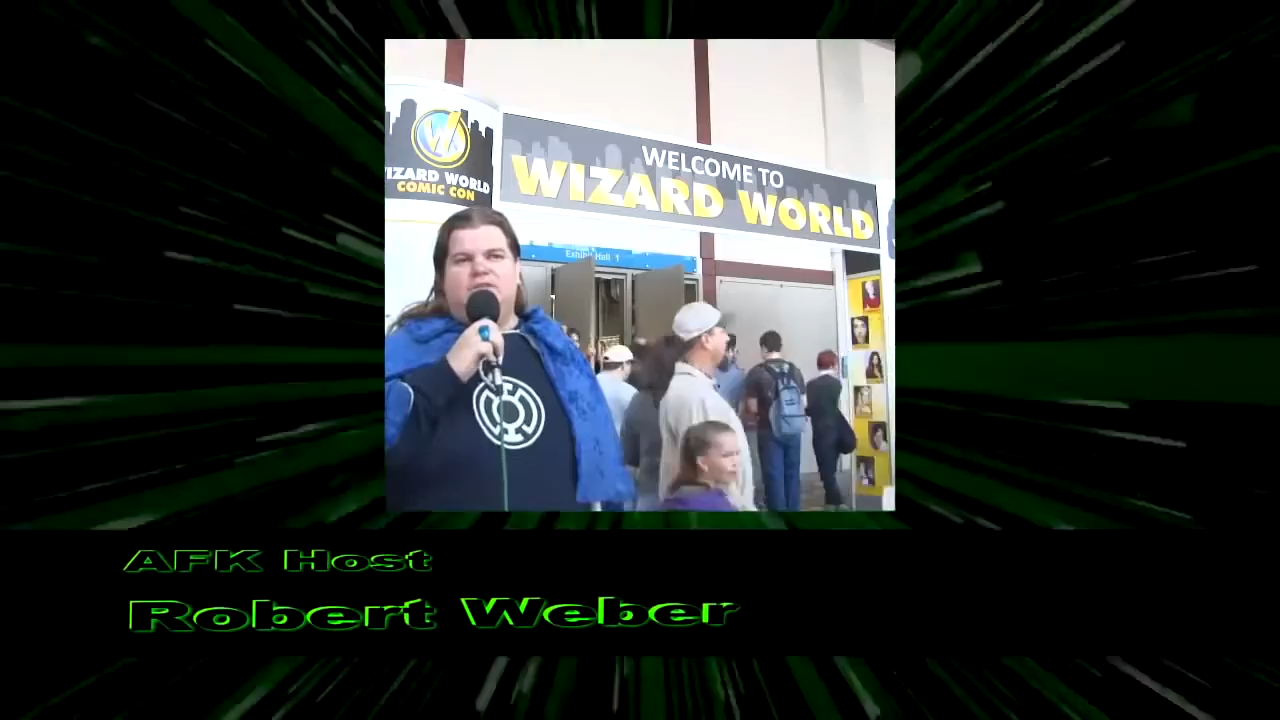 WIZARD WORLD
COMIC CON
WELCOME TO
WIZARD WORLD
Exhibit Hall 1
AFK Host
Robert Weber